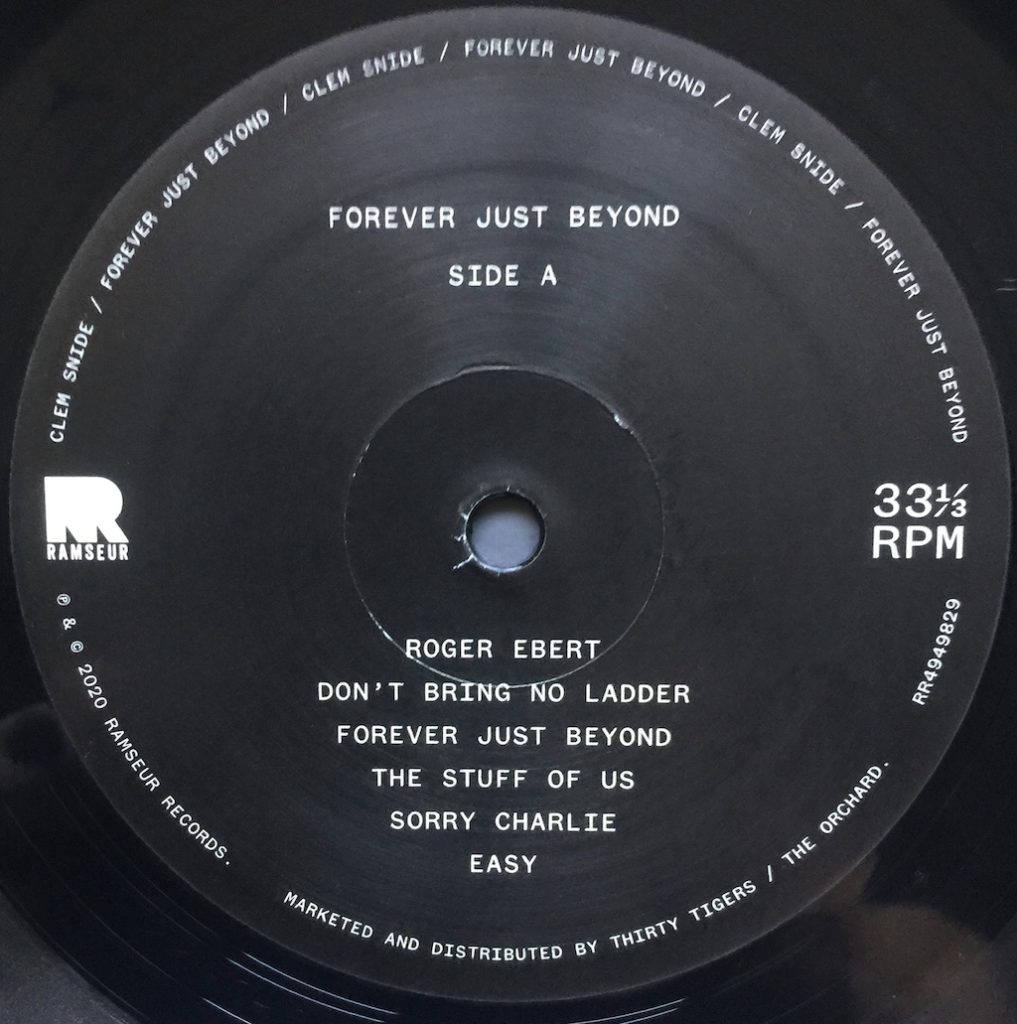 CLEM SNIDE / FOREVER JUST BEYOND / CLEM SNIDE / FOREVER JUST BEYOND / CLEM SNIDE / FOREVER JUST BEYOND
FOREVER JUST BEYOND
SIDE A
RAMSEUR
33⅓
RPM
ROGER EBERT
DON'T BRING NO LADDER
FOREVER JUST BEYOND
THE STUFF OF US
SORRY CHARLIE
EASY
℗ & © 2020 RAMSEUR RECORDS.
MARKETED AND DISTRIBUTED BY THIRTY TIGERS / THE ORCHARD.
RR4949829